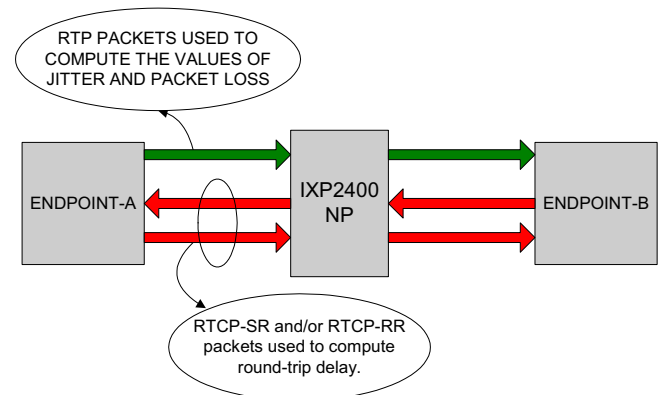 RTP PACKETS USED TO
COMPUTE THE VALUES OF
JITTER AND PACKET LOSS
ENDPOINT-A
IXP2400
NP
ENDPOINT-B
RTCP-SR and/or RTCP-RR
packets used to compute
round-trip delay.